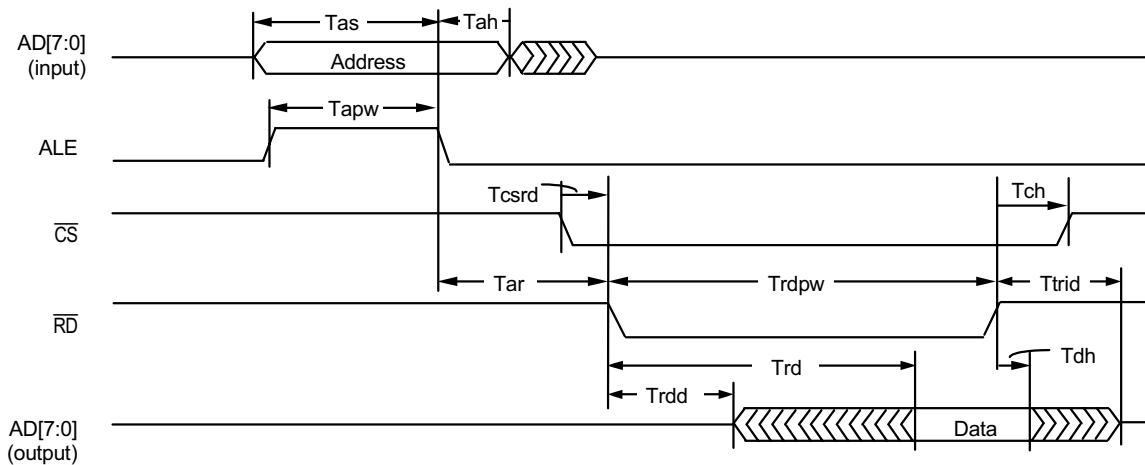 Tas
Tah
AD[7:0]
(input)
Address
Tapw
ALE
Tcsrd
Tch
CS
Tar
Trdpw
Ttrid
RD
Trd
Tdh
Trdd
AD[7:0]
(output)
Data